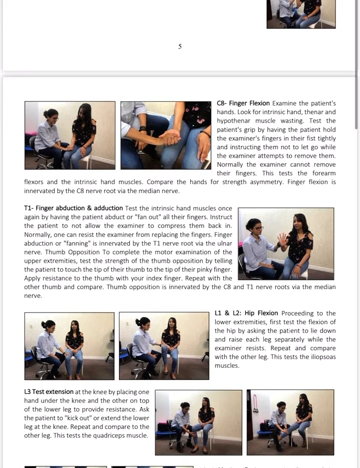 5
C8- Finger Flexion Examine the patient's
hands. Look for intrinsic hand, thenar and
hypothenar muscle wasting. Test the
patient's grip by having the patient hold
the examiner's fingers in their fist tightly
and instructing them not to let go while
the examiner attempts to remove them.
Normally the examiner cannot remove
their fingers. This tests the forearm
flexors and the intrinsic hand muscles. Compare the hands for strength asymmetry. Finger flexion is
innervated by the C8 nerve root via the median nerve.
T1- Finger abduction & adduction Test the intrinsic hand muscles once
again by having the patient abduct or "fan out" all their fingers. Instruct
the patient to not allow the examiner to compress them back in.
Normally, one can resist the examiner from replacing the fingers. Finger
abduction or "fanning" is innervated by the T1 nerve root via the ulnar
nerve. Thumb Opposition To complete the motor examination of the
upper extremities, test the strength of the thumb opposition by telling
the patient to touch the tip of their thumb to the tip of their pinky finger.
Apply resistance to the thumb with your index finger. Repeat with the
other thumb and compare. Thumb opposition is innervated by the C8 and T1 nerve roots via the median
nerve.
L1 & L2: Hip Flexion Proceeding to the
lower extremities, first test the flexion of
the hip by asking the patient to lie down
and raise each leg separately while the
examiner resists. Repeat and compare
with the other leg. This tests the iliopsoas
muscles.
L3 Test extension at the knee by placing one
hand under the knee and the other on top
of the lower leg to provide resistance. Ask
the patient to "kick out" or extend the lower
leg at the knee. Repeat and compare to the
other leg. This tests the quadriceps muscle.